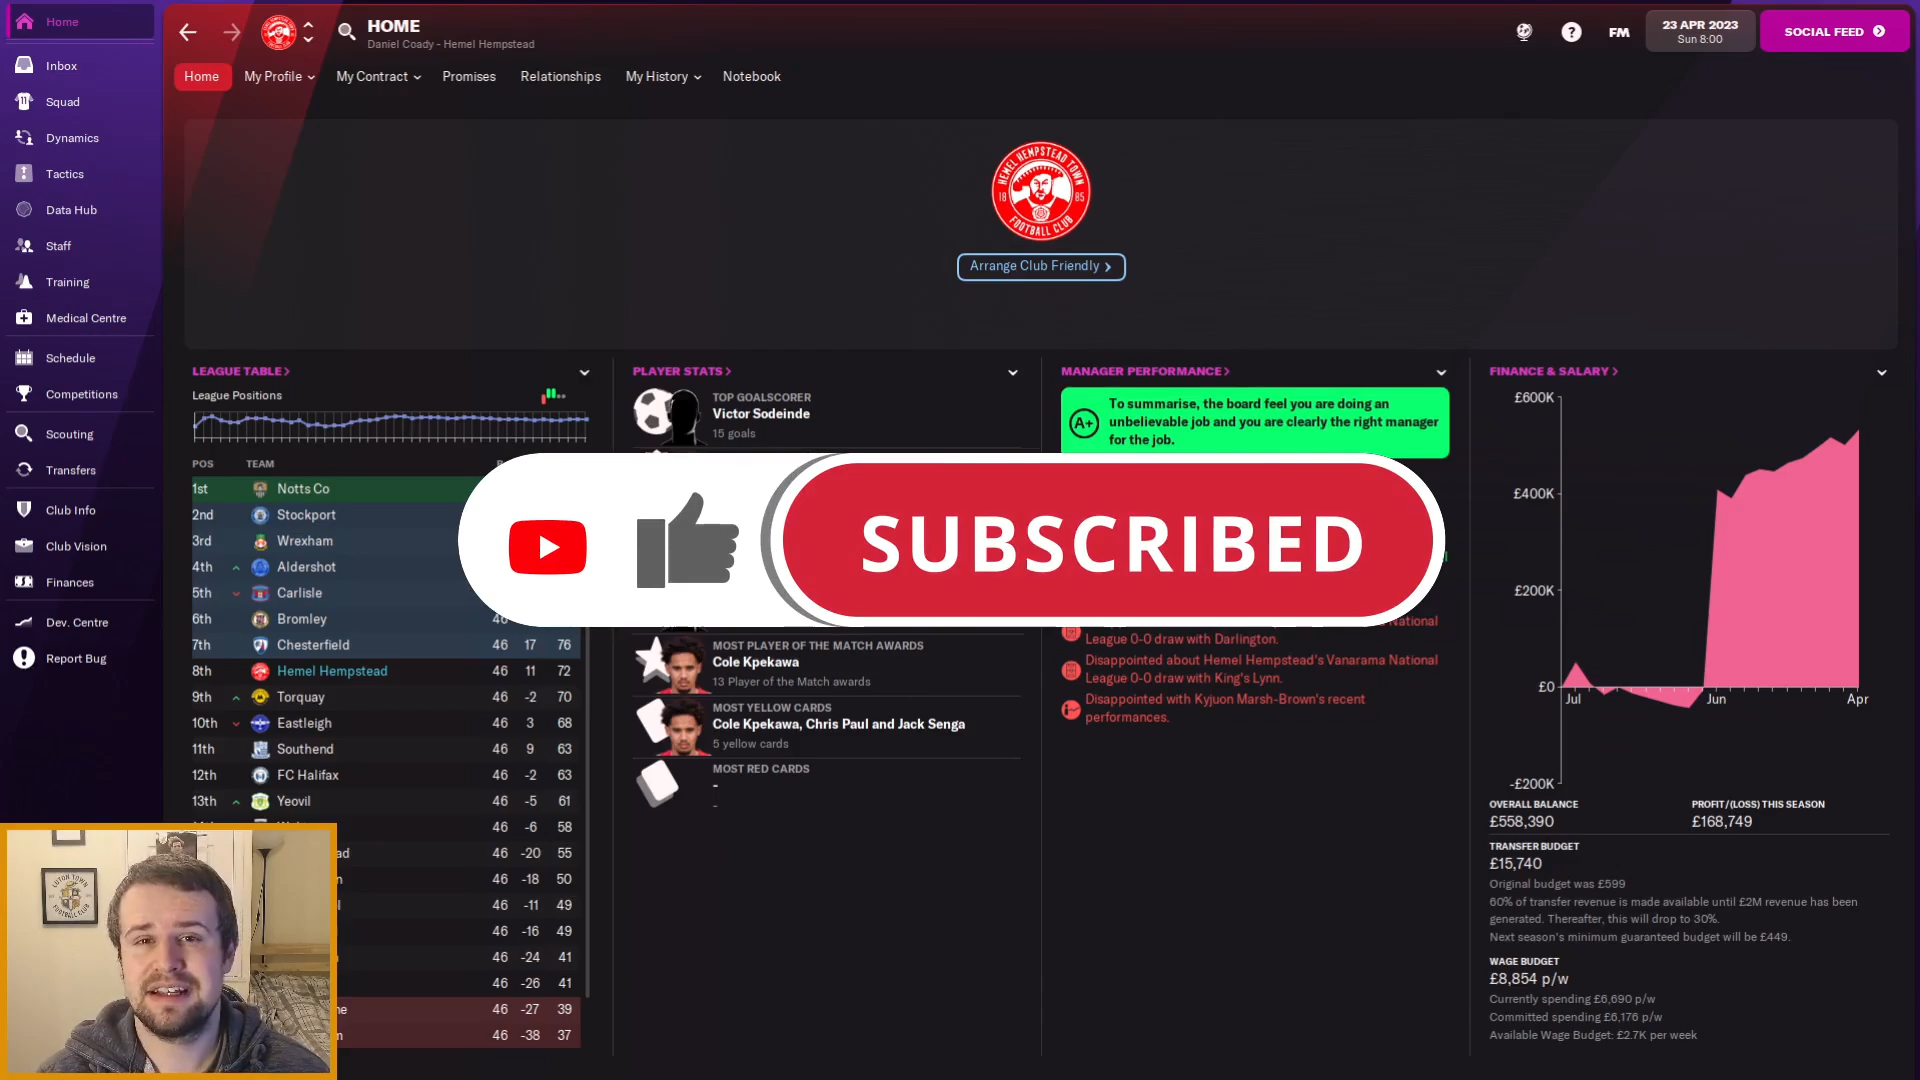 Home
Inbox
Squad
Dynamics
Tactics
Data Hub
Staff
Training
Medical Centre
Schedule
Competitions
Scouting
Transfers
Club Info
Club Vision
Finances
Dev. Centre
Report Bug
HOME
Daniel Coady - Hemel Hempstead
FM
23 APR 2023
Sun 8:00
SOCIAL FEED
Home My Profile My Contract Promises Relationships My History Notebook
HEMEL HEMPSTEAD TOWN
18 85
FOOTBALL CLUB
Arrange Club Friendly >
LEAGUE TABLE >
League Positions
POS TEAM
1st Notts Co
2nd Stockport
3rd Wrexham
4th Aldershot
5th Carlisle
6th Bromley 46
7th Chesterfield 46 17 76
8th Hemel Hempstead 46 11 72
9th Torquay 46 -2 70
10th Eastleigh 46 3 68
11th Southend 46 9 63
12th FC Halifax 46 -2 63
13th Yeovil 46 -5 61
46 -6 58
ad 46 -20 55
46 -18 50
46 -11 49
46 -16 49
46 -24 41
46 -26 41
ne 46 -27 39
46 -38 37
PLAYER STATS >
TOP GOALSCORER
Victor Sodeinde
15 goals
MOST PLAYER OF THE MATCH AWARDS
Cole Kpekawa
13 Player of the Match awards
MOST YELLOW CARDS
Cole Kpekawa, Chris Paul and Jack Senga
5 yellow cards
MOST RED CARDS
-
-
MANAGER PERFORMANCE >
A+
To summarise, the board feel you are doing an
unbelievable job and you are clearly the right manager
for the job.
SUBSCRIBED
National
League 0-0 draw with Darlington.
Disappointed about Hemel Hempstead's Vanarama National
League 0-0 draw with King's Lynn.
Disappointed with Kyjuon Marsh-Brown's recent
performances.
FINANCE & SALARY >
£600K
£400K
£200K
£0
-£200K
Jul Jun Apr
OVERALL BALANCE
£558,390
PROFIT/(LOSS) THIS SEASON
£168,749
TRANSFER BUDGET
£15,740
Original budget was £599
60% of transfer revenue is made available until £2M revenue has been
generated. Thereafter, this will drop to 30%.
Next season's minimum guaranteed budget will be £449.
WAGE BUDGET
£8,854 p/w
Currently spending £6,690 p/w
Committed spending £6,176 p/w
Available Wage Budget: £2.7K per week
LUTON TOWN
FOOTBALL CLUB